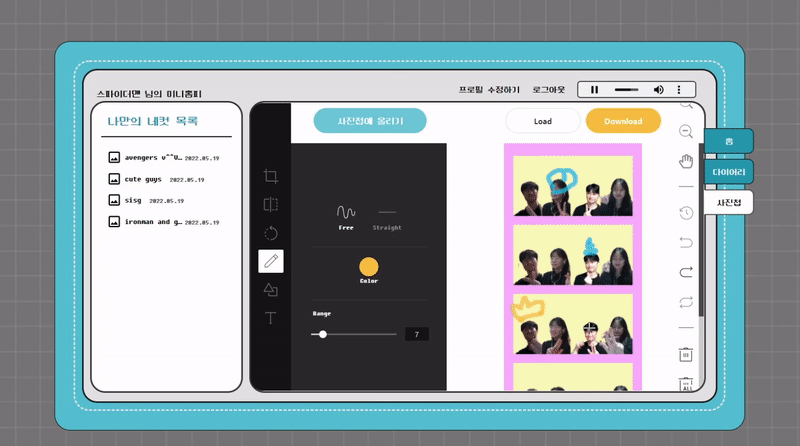 스파이더맨 님의 미니홈피
프로필 수정하기 로그아웃
나만의 네컷 목록
avengers v^^V… 2022.05.19
cute guys 2022.05.19
sisg 2022.05.19
ironman and g… 2022.05.19
사진첩에 올리기
Load
Download
Free
Straight
Color
Range
7
T
ALL
홈
다이어리
사진첩